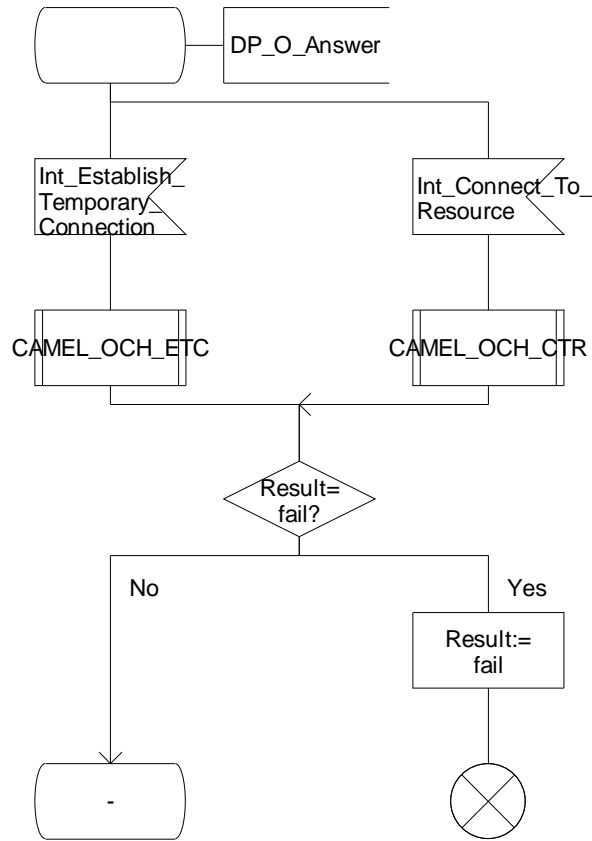 DP_O_Answer
Int_Establish_
Temporary_
Connection
Int_Connect_To_
Resource
CAMEL_OCH_ETC
CAMEL_OCH_CTR
Result=
fail?
No
Yes
Result:=
fail
-